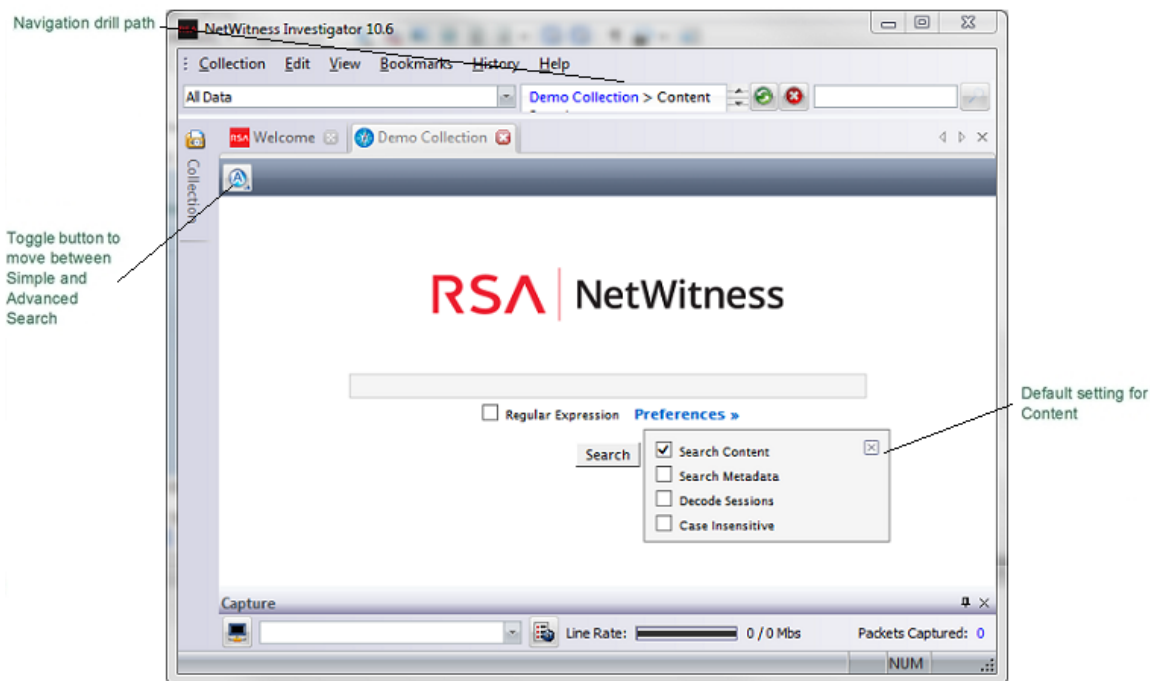 Navigation drill path
NetWitness Investigator 10.6
Collection Edit View Bookmarks History Help
All Data
Demo Collection > Content
RSA Welcome
Demo Collection
Collection
A
Toggle button to
move between
Simple and
Advanced
Search
RSA NetWitness
Regular Expression Preferences »
Search
Search Content
Search Metadata
Decode Sessions
Case Insensitive
Default setting for
Content
Capture
Line Rate: 0 / 0 Mbs Packets Captured: 0
NUM